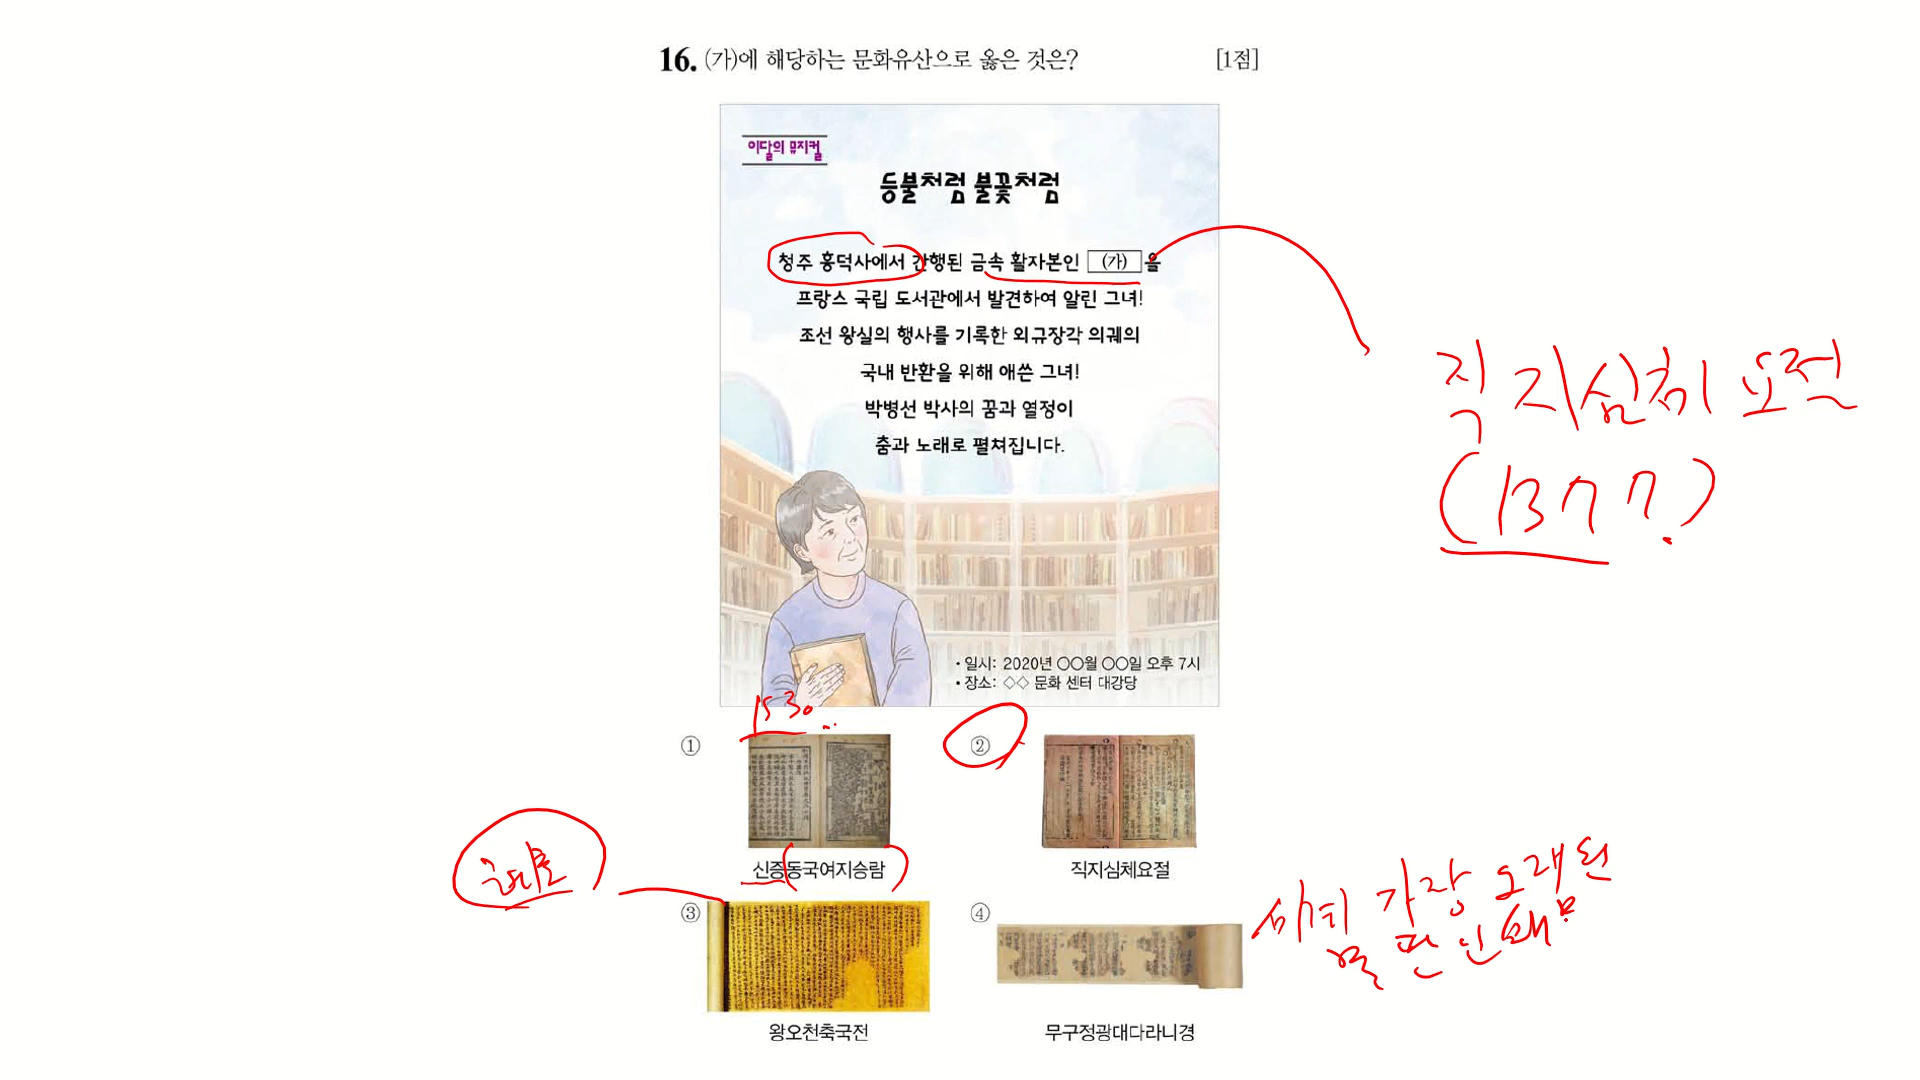 16. (가)에 해당하는 문화유산으로 옳은 것은? [1점]
이달의 뮤지컬
등불처럼 불꽃처럼
청주 흥덕사에서 간행된 금속 활자본인 (가) 을
프랑스 국립 도서관에서 발견하여 알린 그녀!
조선 왕실의 행사를 기록한 외규장각 의궤의
국내 반환을 위해 애쓴 그녀!
박병선 박사의 꿈과 열정이
춤과 노래로 펼쳐집니다.
직지심체요절
(1377)
• 일시: 2020년 ○○월 ○○일 오후 7시
• 장소: ◇◇ 문화 센터 대강당
1530
①
②
신증동국여지승람
직지심체요절
혜초
③
④
세계 가장 오래된
목판인쇄물
왕오천축국전
무구정광대다라니경